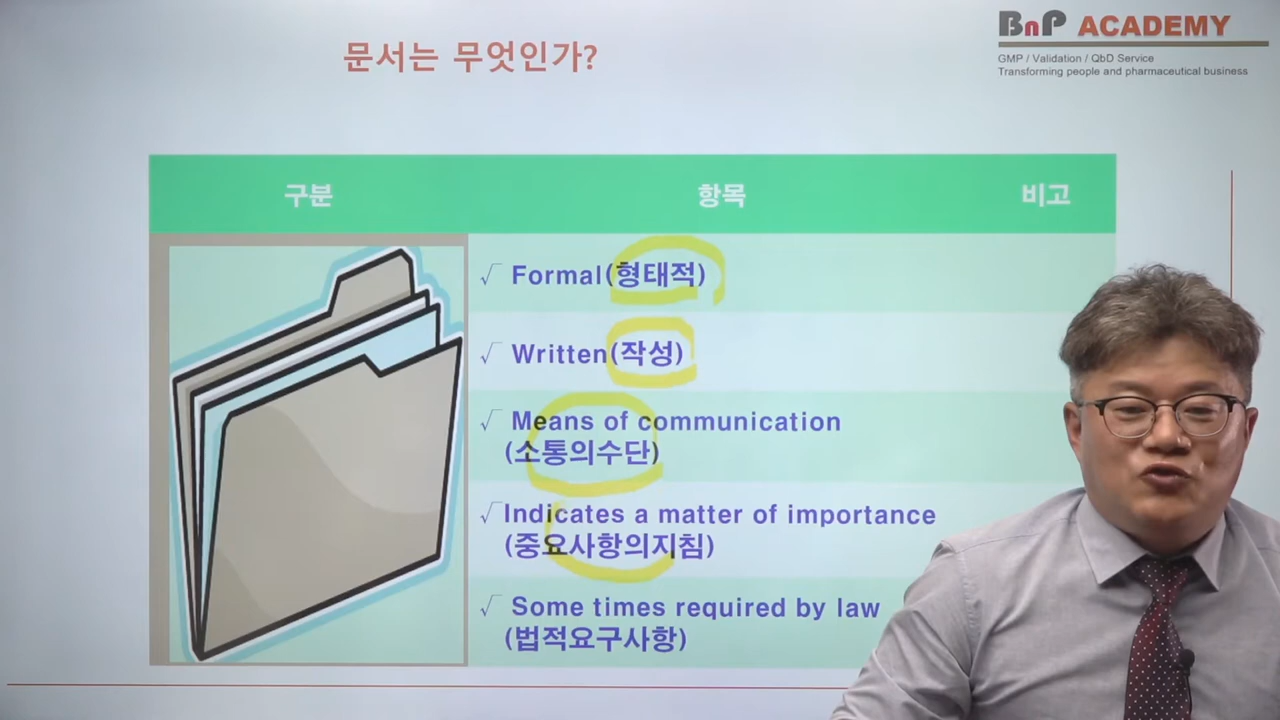 문서는 무엇인가?
BnP ACADEMY
GMP / Validation / QbD Service
Transforming people and pharmaceutical business
구분 항목 비고
√ Formal(형태적)
√ Written(작성)
√ Means of communication
(소통의수단)
√Indicates a matter of importance
(중요사항의지침)
√ Some times required by law
(법적요구사항)